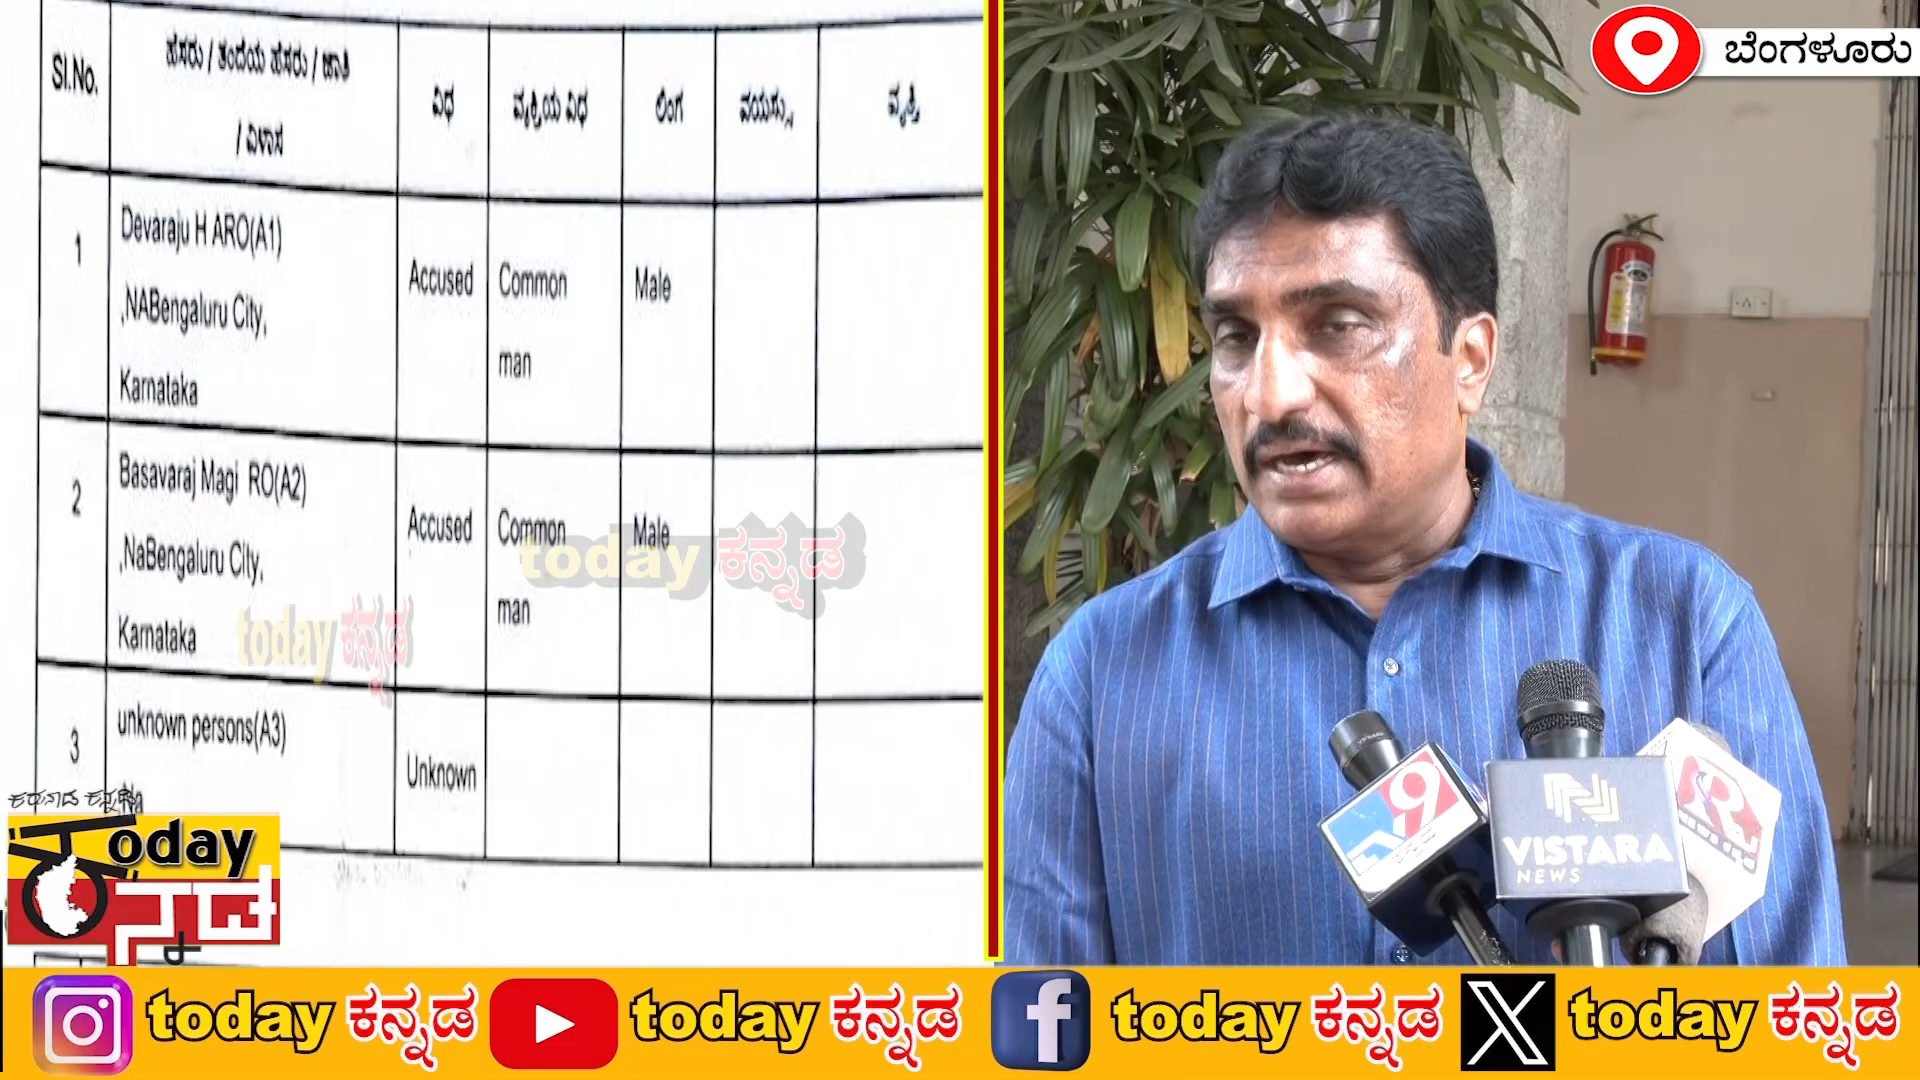 Sl.No.
ಹೆಸರು / ತಂದೆಯ ಹೆಸರು / ಜಾತಿ
/ ವಿಳಾಸ
ವಿಧ
ವ್ಯಕ್ತಿಯ ವಿಧ
ಲಿಂಗ
ವಯಸ್ಸು
ವೃತ್ತಿ
1
Devaraju H ARO(A1)
,NABengaluru City,
Karnataka
Accused
Common
man
Male
2
Basavaraj Magi RO(A2)
,NaBengaluru City,
Karnataka
Accused
Common
man
Male
3
unknown persons(A3)
Unknown
today ಕನ್ನಡ
today ಕನ್ನಡ
ಬೆಂಗಳೂರು
TV9
VISTARA
NEWS
R
Today
ಕನ್ನಡ
today ಕನ್ನಡ
today ಕನ್ನಡ
today ಕನ್ನಡ
today ಕನ್ನಡ